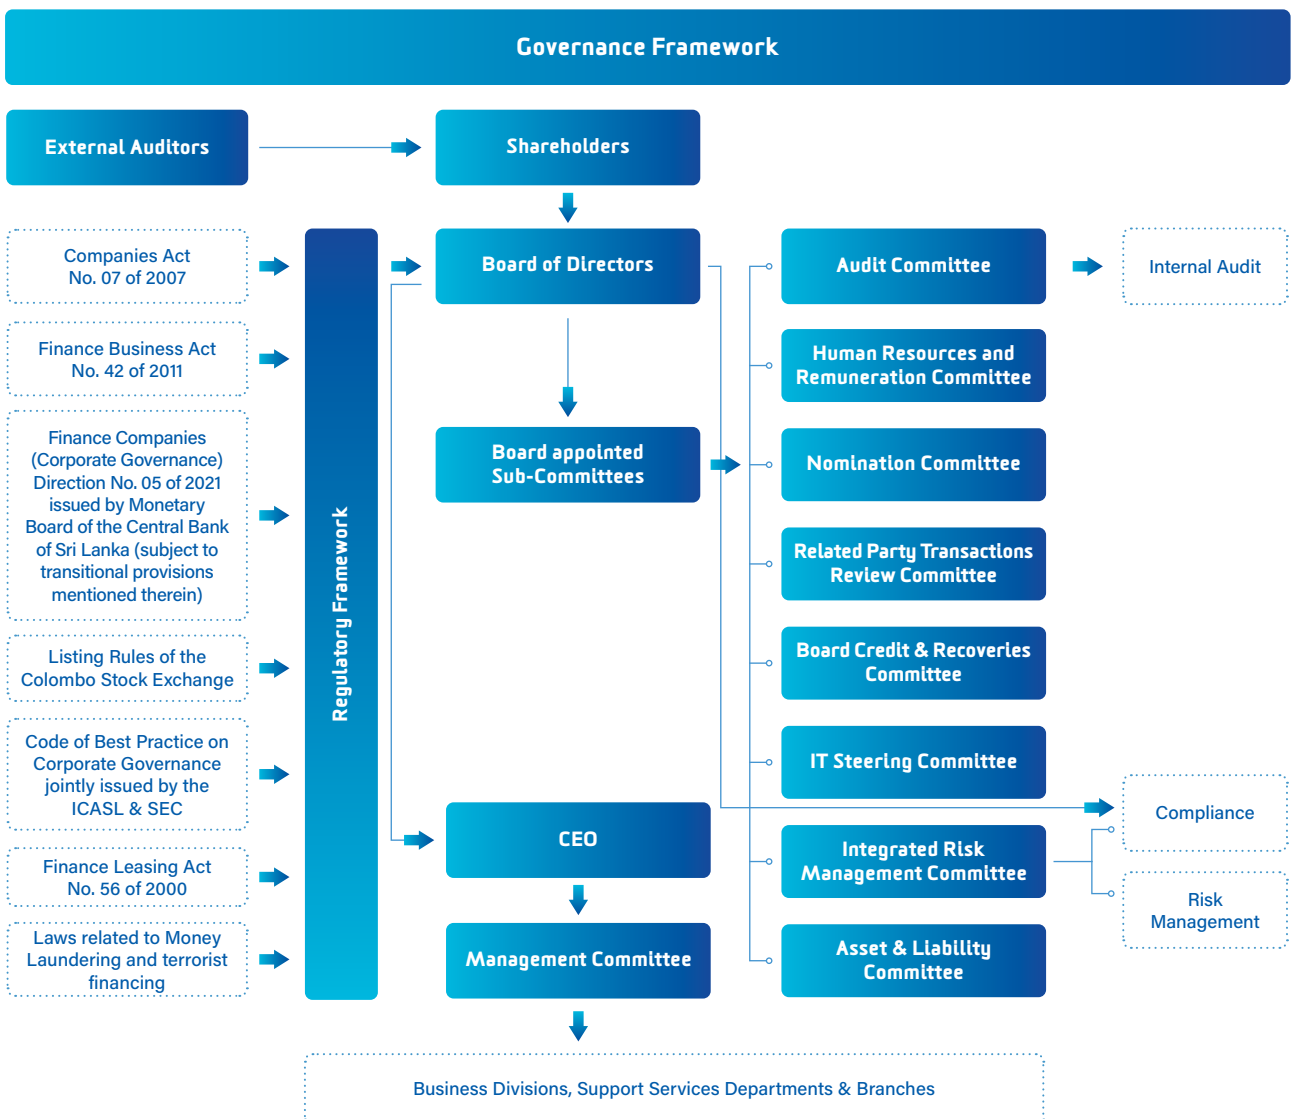 Governance Framework
External Auditors
Shareholders
Companies Act
No. 07 of 2007
Finance Business Act
No. 42 of 2011
Finance Companies
(Corporate Governance)
Direction No. 05 of 2021
issued by Monetary
Board of the Central Bank
of Sri Lanka (subject to
transitional provisions
mentioned therein)
Listing Rules of the
Colombo Stock Exchange
Code of Best Practice on
Corporate Governance
jointly issued by the
ICASL & SEC
Finance Leasing Act
No. 56 of 2000
Laws related to Money
Laundering and terrorist
financing
Regulatory Framework
Board of Directors
Board appointed
Sub-Committees
CEO
Management Committee
Audit Committee
Human Resources and
Remuneration Committee
Nomination Committee
Related Party Transactions
Review Committee
Board Credit & Recoveries
Committee
IT Steering Committee
Integrated Risk
Management Committee
Asset & Liability
Committee
Internal Audit
Compliance
Risk
Management
Business Divisions, Support Services Departments & Branches